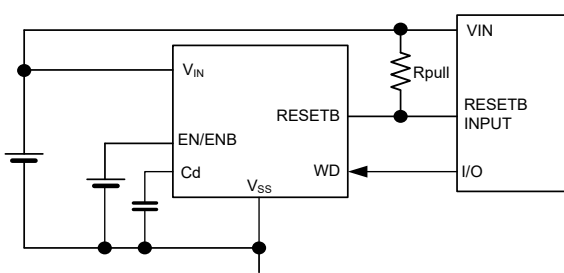 VIN
V_IN
Rpull
RESETB
RESETB
INPUT
EN/ENB
Cd
WD
I/O
V_SS